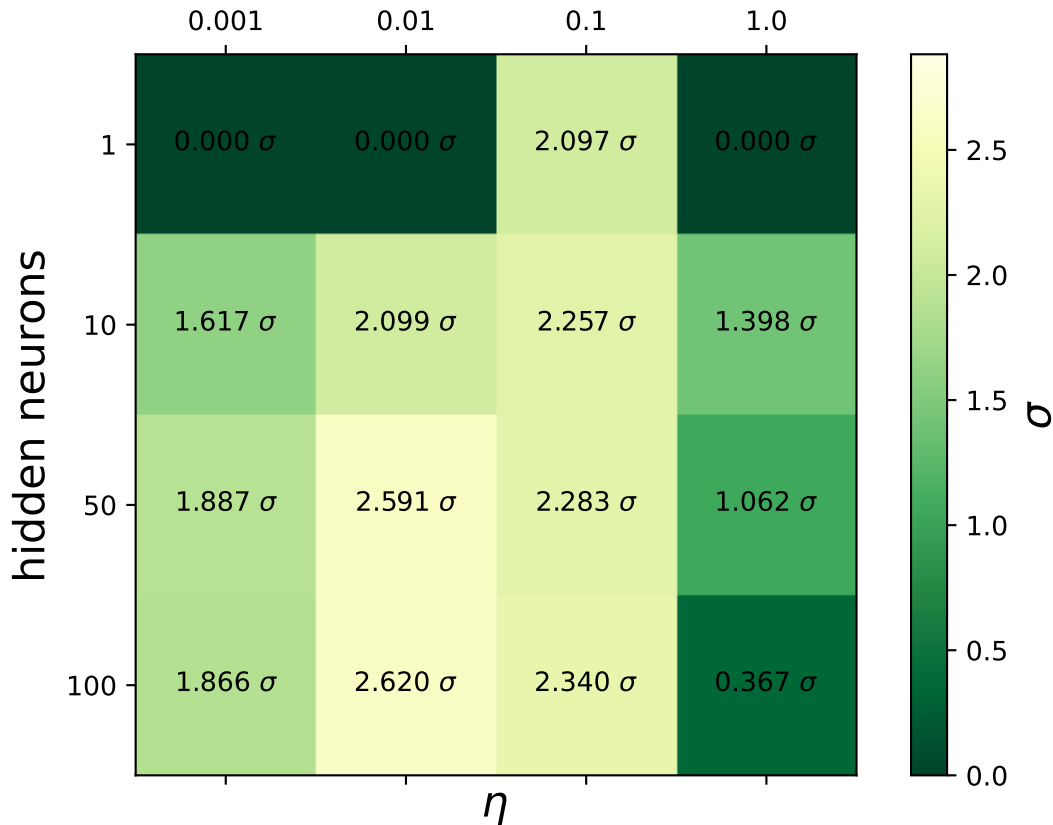 0.001 0.01 0.1 1.0
1 0.000 σ 0.000 σ 2.097 σ 0.000 σ
10 1.617 σ 2.099 σ 2.257 σ 1.398 σ
50 1.887 σ 2.591 σ 2.283 σ 1.062 σ
100 1.866 σ 2.620 σ 2.340 σ 0.367 σ
hidden neurons
η
2.5
2.0
1.5
1.0
0.5
0.0
σ